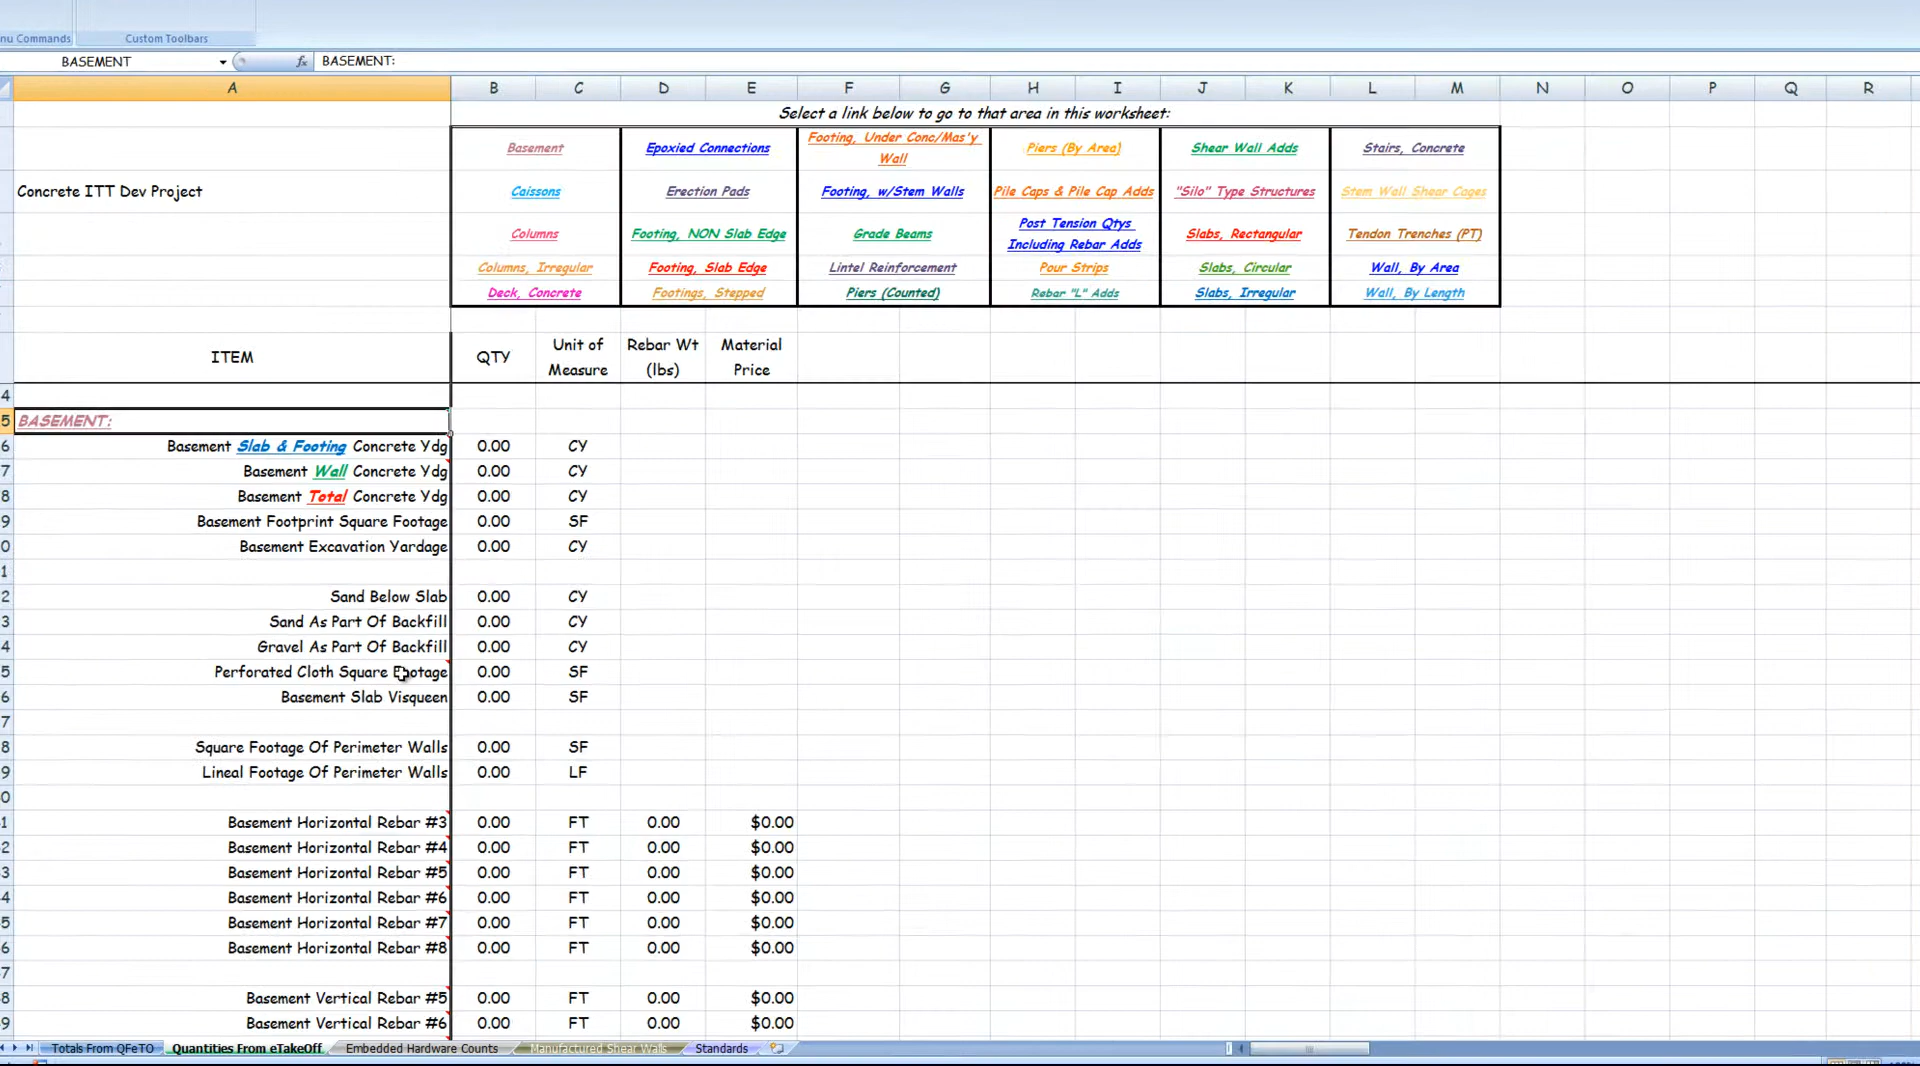 nu Commands Custom Toolbars
BASEMENT fx BASEMENT:
A B C D E F G H I J K L M N O P Q R
Select a link below to go to that area in this worksheet:
Basement Epoxied Connections Footing, Under Conc/Mas'y Wall Piers (By Area) Shear Wall Adds Stairs, Concrete
Concrete ITT Dev Project Caissons Erection Pads Footing, w/Stem Walls Pile Caps & Pile Cap Adds "Silo" Type Structures Stem Wall Shear Cages
Columns Footing, NON Slab Edge Grade Beams Post Tension Qtys Including Rebar Adds Slabs, Rectangular Tendon Trenches (PT)
Columns, Irregular Footing, Slab Edge Lintel Reinforcement Pour Strips Slabs, Circular Wall, By Area
Deck, Concrete Footings, Stepped Piers (Counted) Rebar "L" Adds Slabs, Irregular Wall, By Length
ITEM QTY Unit of Measure Rebar Wt (lbs) Material Price
4
5 BASEMENT:
6 Basement Slab & Footing Concrete Ydg 0.00 CY
7 Basement Wall Concrete Ydg 0.00 CY
8 Basement Total Concrete Ydg 0.00 CY
9 Basement Footprint Square Footage 0.00 SF
0 Basement Excavation Yardage 0.00 CY
1
2 Sand Below Slab 0.00 CY
3 Sand As Part Of Backfill 0.00 CY
4 Gravel As Part Of Backfill 0.00 CY
5 Perforated Cloth Square Footage 0.00 SF
6 Basement Slab Visqueen 0.00 SF
7
8 Square Footage Of Perimeter Walls 0.00 SF
9 Lineal Footage Of Perimeter Walls 0.00 LF
0
1 Basement Horizontal Rebar #3 0.00 FT 0.00 $0.00
2 Basement Horizontal Rebar #4 0.00 FT 0.00 $0.00
3 Basement Horizontal Rebar #5 0.00 FT 0.00 $0.00
4 Basement Horizontal Rebar #6 0.00 FT 0.00 $0.00
5 Basement Horizontal Rebar #7 0.00 FT 0.00 $0.00
6 Basement Horizontal Rebar #8 0.00 FT 0.00 $0.00
7
8 Basement Vertical Rebar #5 0.00 FT 0.00 $0.00
9 Basement Vertical Rebar #6 0.00 FT 0.00 $0.00
Totals From QFeTO Quantities From eTakeOff Embedded Hardware Counts Manufactured Shear Walls Standards